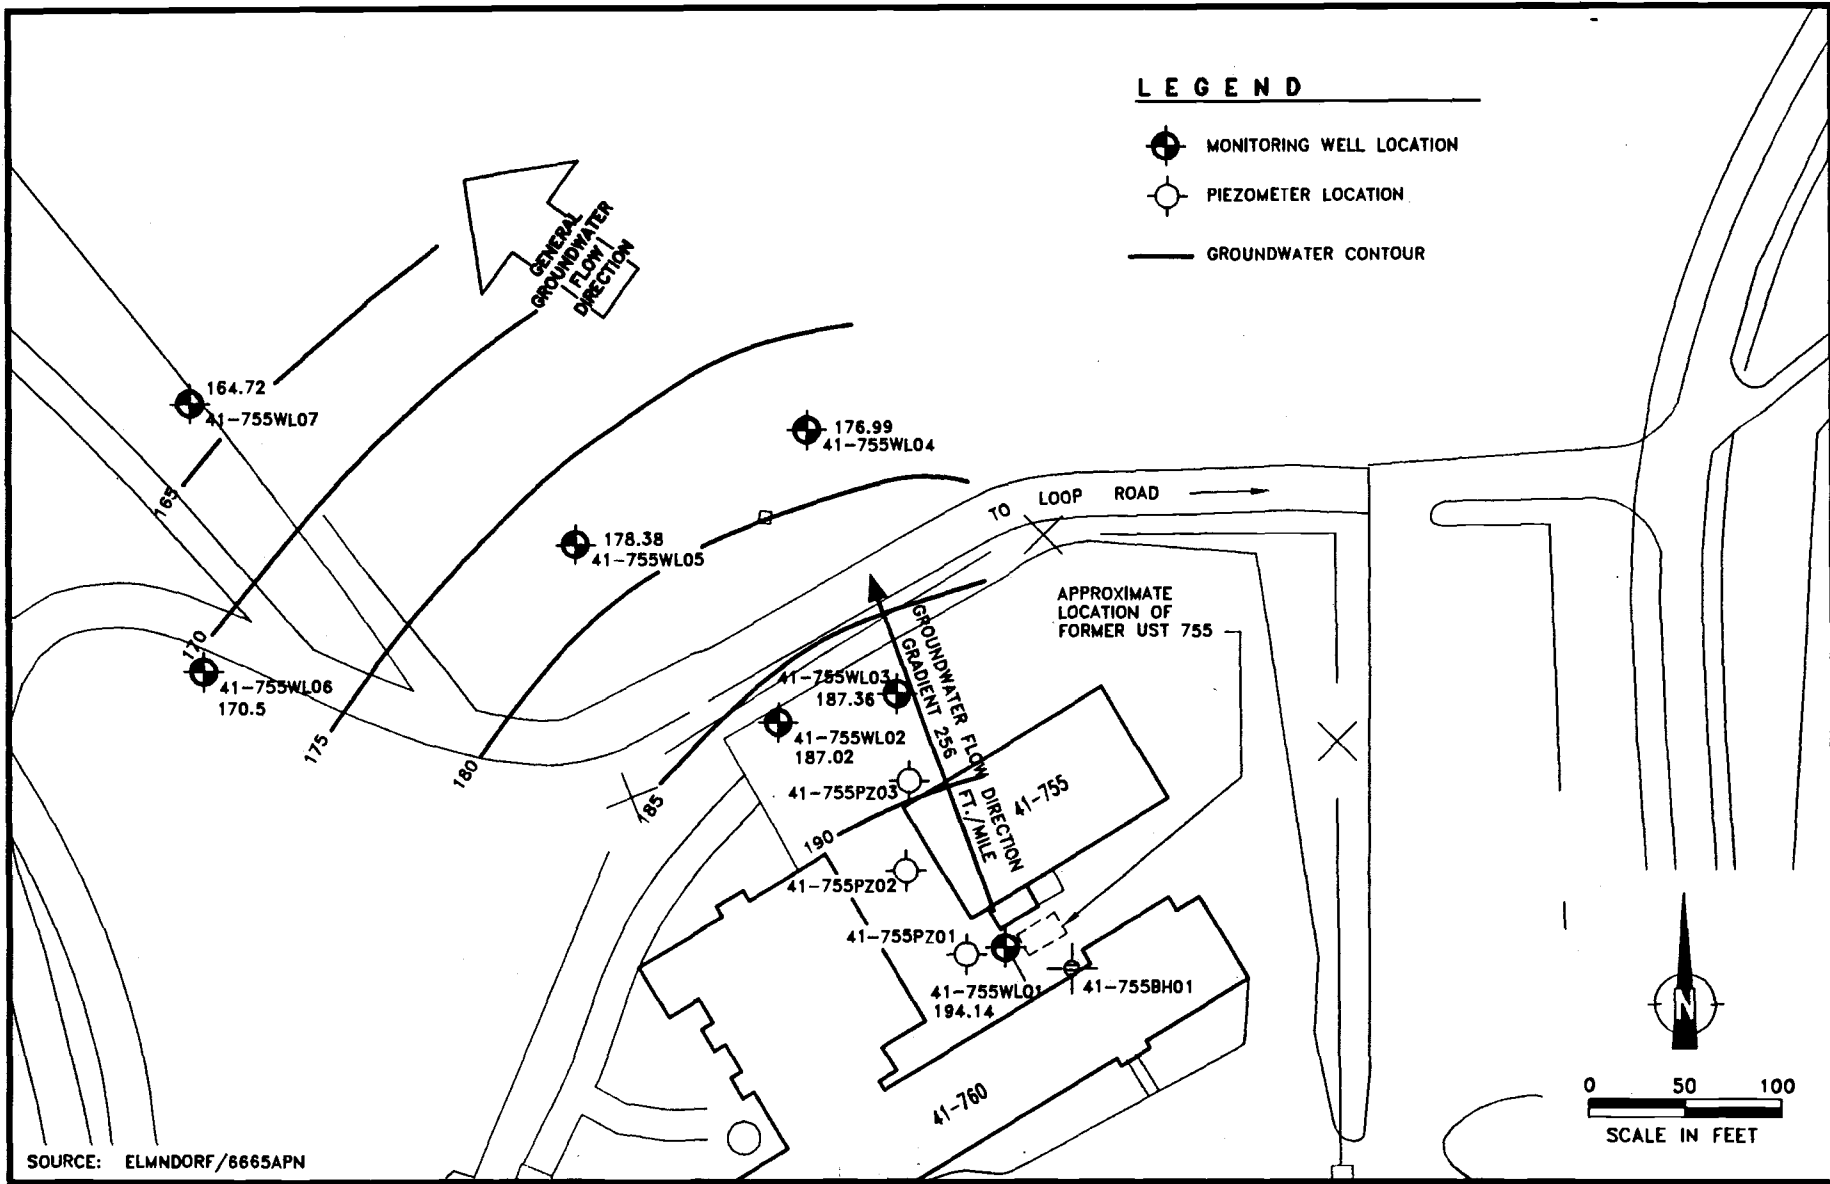 LEGEND
MONITORING WELL LOCATION
PIEZOMETER LOCATION
GROUNDWATER CONTOUR
GENERAL
GROUNDWATER
FLOW
DIRECTION
164.72
41-755WL07
165
176.99
41-755WL04
178.38
41-755WL05
TO LOOP ROAD
170
41-755WL06
170.5
175
180
185
APPROXIMATE
LOCATION OF
FORMER UST 755
GROUNDWATER FLOW DIRECTION
GRADIENT 256 FT./MILE
41-755WL03
187.36
41-755WL02
187.02
41-755PZ03
41-755
190
41-755PZ02
41-755PZ01
41-755WL01
194.14
41-755BH01
41-760
N
0 50 100
SCALE IN FEET
SOURCE: ELMNDORF/6665APN